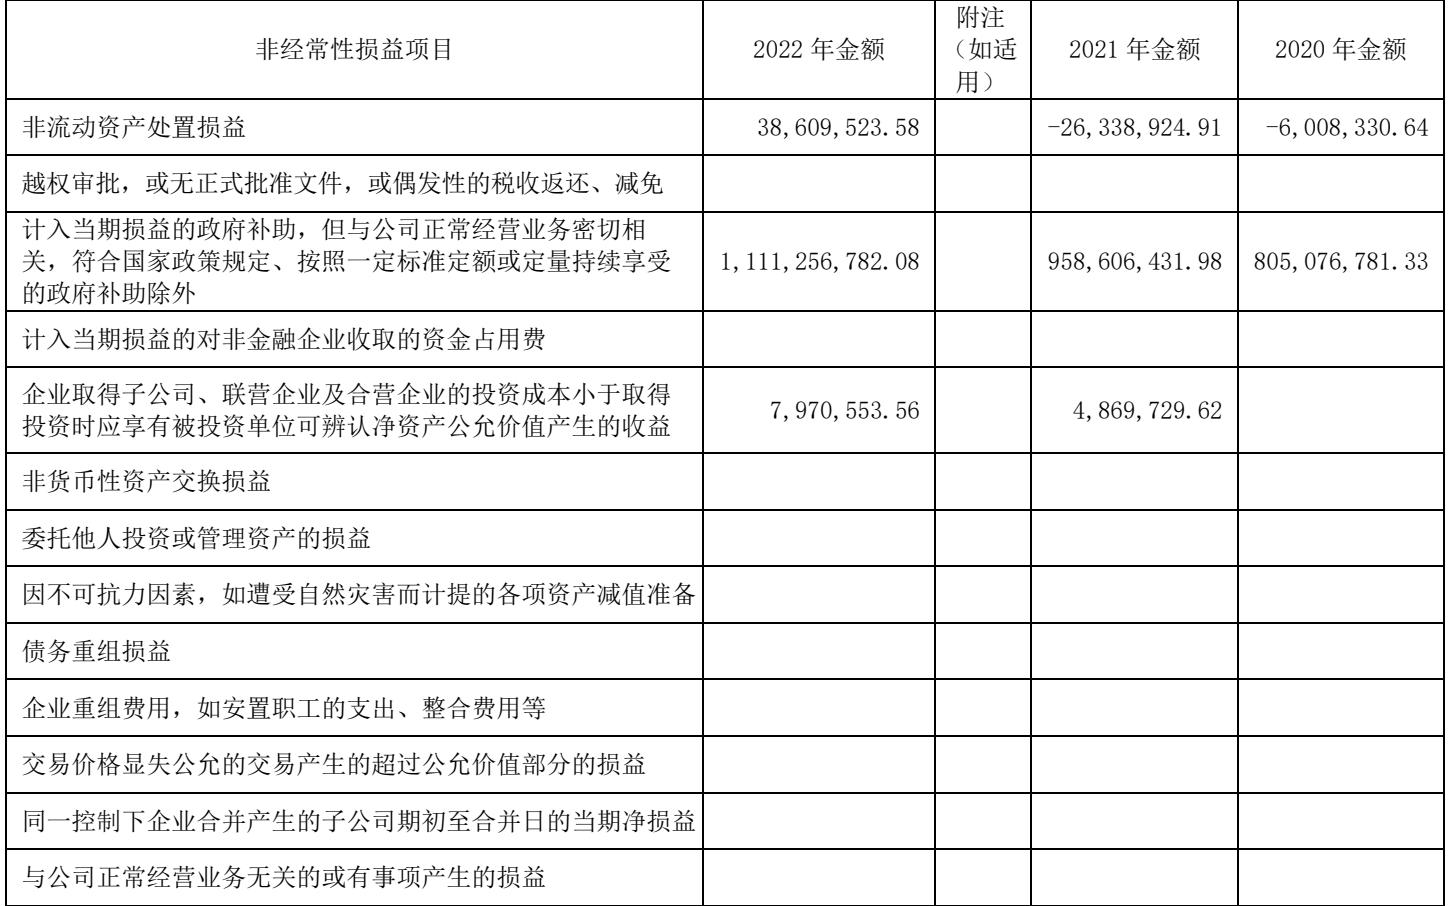 非经常性损益项目 2022 年金额 附注（如适用） 2021 年金额 2020 年金额
非流动资产处置损益 38,609,523.58 -26,338,924.91 -6,008,330.64
越权审批，或无正式批准文件，或偶发性的税收返还、减免
计入当期损益的政府补助，但与公司正常经营业务密切相
关，符合国家政策规定、按照一定标准定额或定量持续享受 1,111,256,782.08 958,606,431.98 805,076,781.33
的政府补助除外
计入当期损益的对非金融企业收取的资金占用费
企业取得子公司、联营企业及合营企业的投资成本小于取得
投资时应享有被投资单位可辨认净资产公允价值产生的收益 7,970,553.56 4,869,729.62
非货币性资产交换损益
委托他人投资或管理资产的损益
因不可抗力因素，如遭受自然灾害而计提的各项资产减值准备
债务重组损益
企业重组费用，如安置职工的支出、整合费用等
交易价格显失公允的交易产生的超过公允价值部分的损益
同一控制下企业合并产生的子公司期初至合并日的当期净损益
与公司正常经营业务无关的或有事项产生的损益